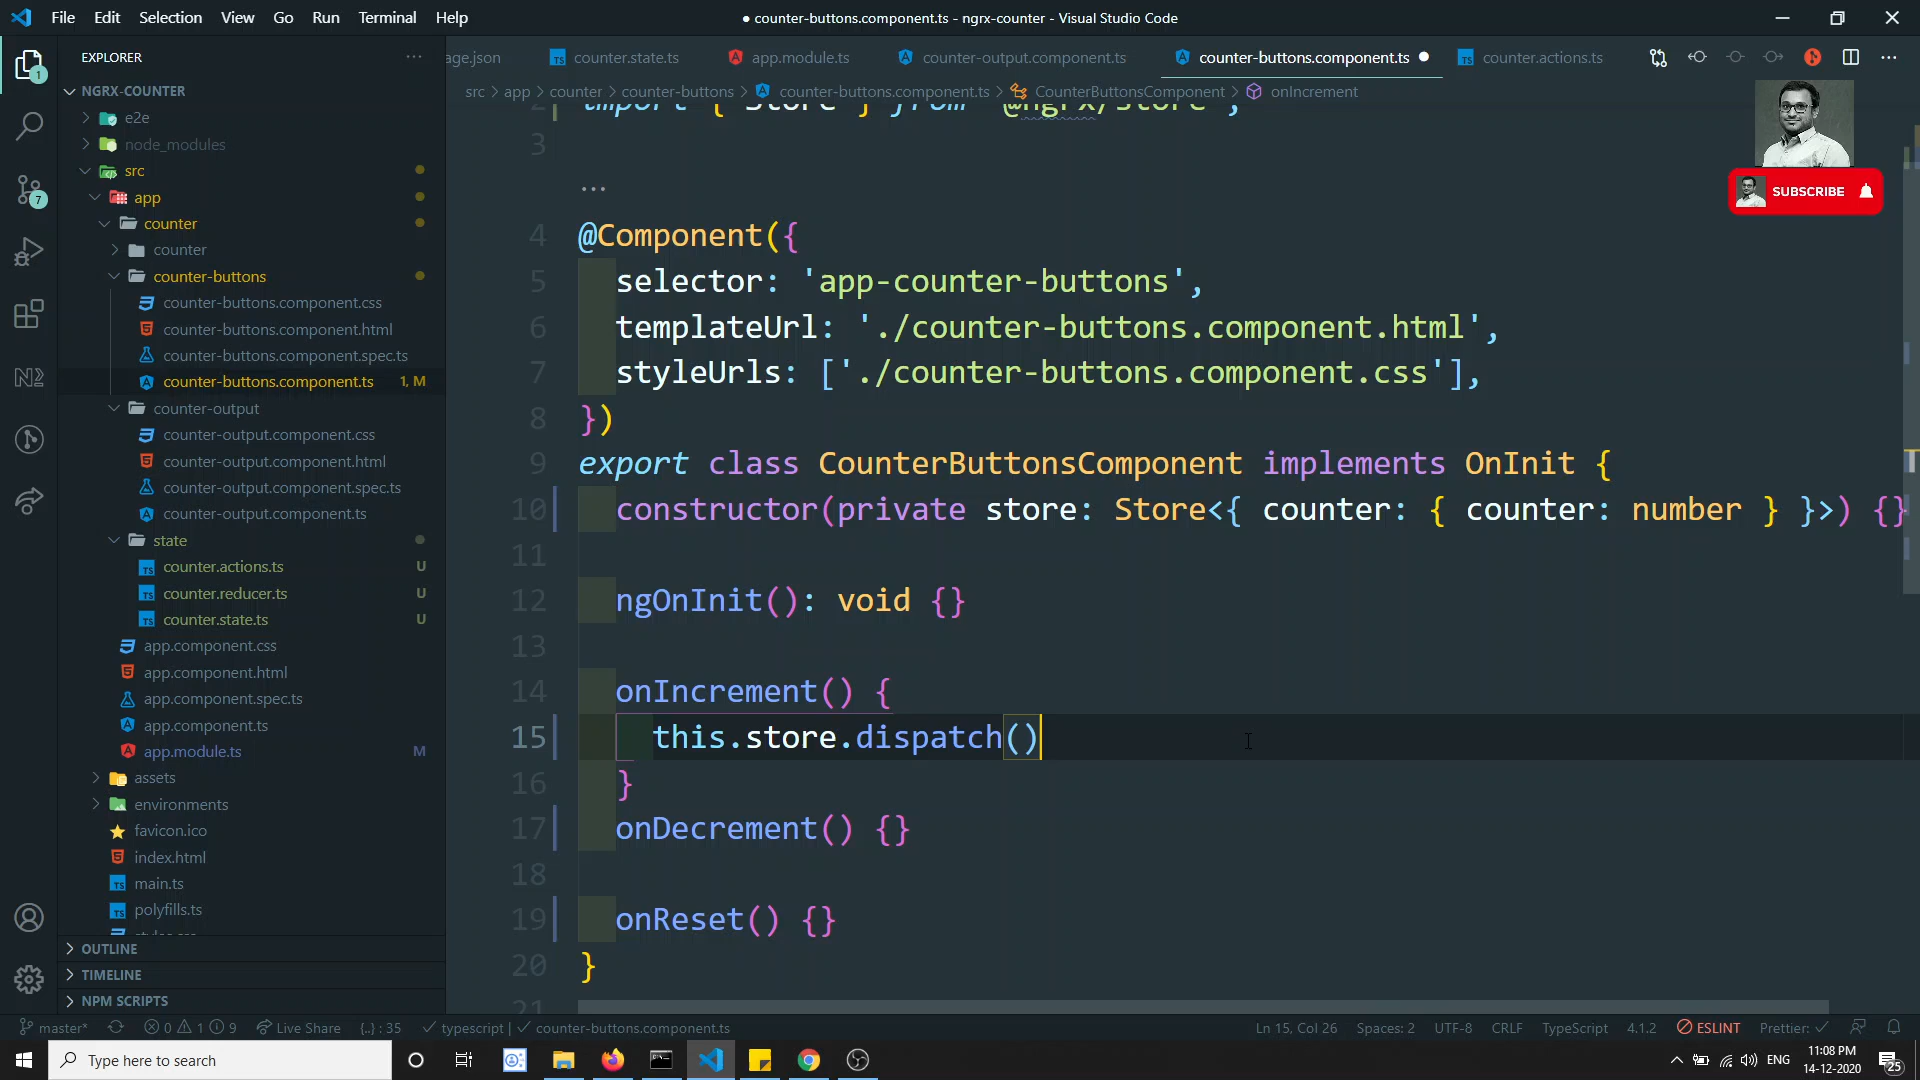 File Edit Selection View Go Run Terminal Help
● counter-buttons.component.ts - ngrx-counter - Visual Studio Code
EXPLORER
age.json counter.state.ts app.module.ts counter-output.component.ts counter-buttons.component.ts counter.actions.ts
src > app > counter > counter-buttons > counter-buttons.component.ts > CounterButtonsComponent > onIncrement
NGRX-COUNTER
e2e
node_modules
src
app
counter
counter
counter-buttons
counter-buttons.component.css
counter-buttons.component.html
counter-buttons.component.spec.ts
counter-buttons.component.ts 1, M
counter-output
counter-output.component.css
counter-output.component.html
counter-output.component.spec.ts
counter-output.component.ts
state
counter.actions.ts U
counter.reducer.ts U
counter.state.ts U
app.component.css
app.component.html
app.component.spec.ts
app.component.ts
app.module.ts M
assets
environments
favicon.ico
index.html
main.ts
polyfills.ts
OUTLINE
TIMELINE
NPM SCRIPTS
1
7
2 import { Store } from '@ngrx/store';
3
...
4 @Component({
5 selector: 'app-counter-buttons',
6 templateUrl: './counter-buttons.component.html',
7 styleUrls: ['./counter-buttons.component.css'],
8 })
9 export class CounterButtonsComponent implements OnInit {
10 constructor(private store: Store<{ counter: { counter: number } }>) {}
11
12 ngOnInit(): void {}
13
14 onIncrement() {
15 this.store.dispatch()
16 }
17 onDecrement() {}
18
19 onReset() {}
20 }
21
SUBSCRIBE
master* 0 1 9 Live Share {..} : 35 typescript | counter-buttons.component.ts
Ln 15, Col 26 Spaces: 2 UTF-8 CRLF TypeScript 4.1.2 ESLINT Prettier: ✓
Type here to search
ENG
11:08 PM
14-12-2020
25